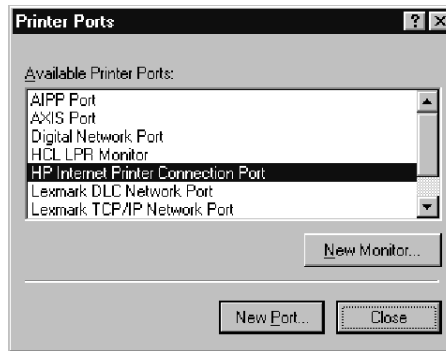 Printer Ports
Available Printer Ports:
AIPP Port
AXIS Port
Digital Network Port
HCL LPR Monitor
HP Internet Printer Connection Port
Lexmark DLC Network Port
Lexmark TCP/IP Network Port
New Monitor...
New Port...
Close